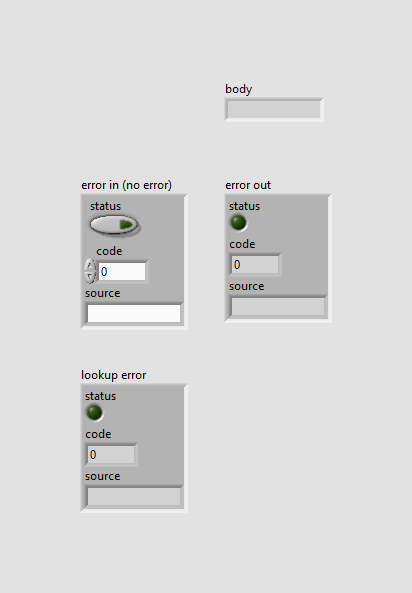 body
error in (no error)
status
code
0
source
error out
status
code
0
source
lookup error
status
code
0
source